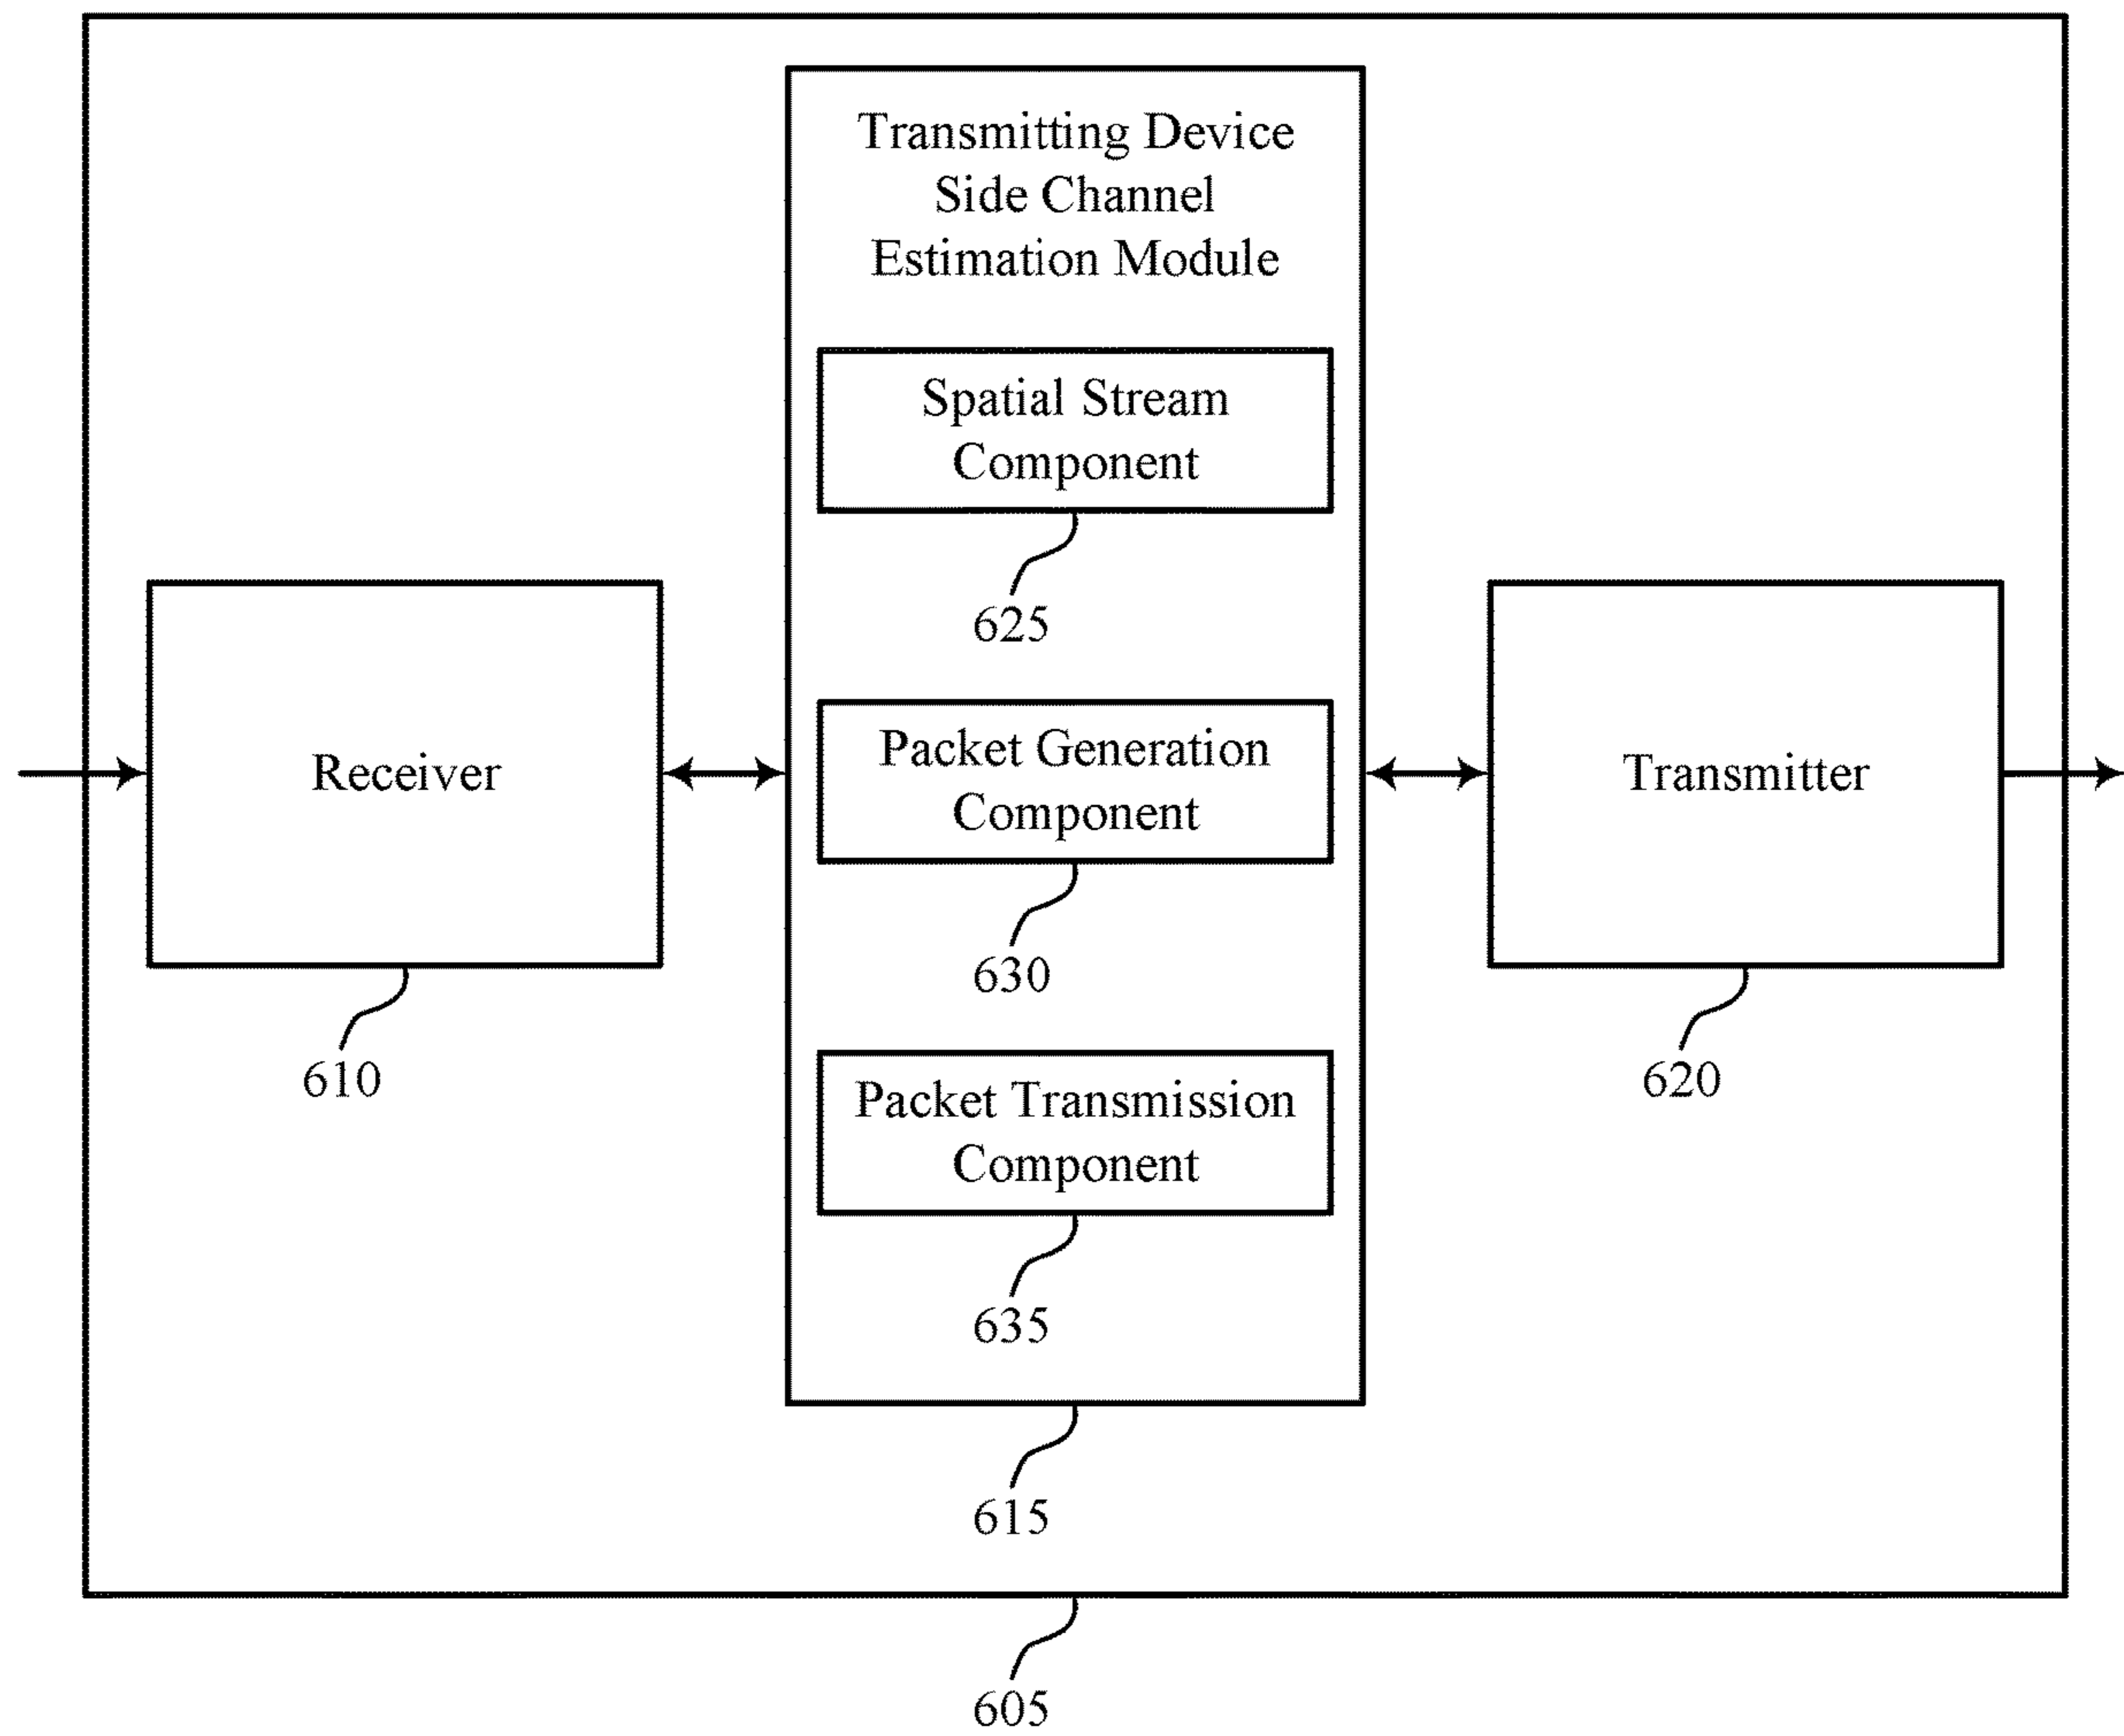 Transmitting Device
Side Channel
Estimation Module
Spatial Stream
Component
625
Receiver
610
Packet Generation
Component
630
Transmitter
620
Packet Transmission
Component
635
615
605